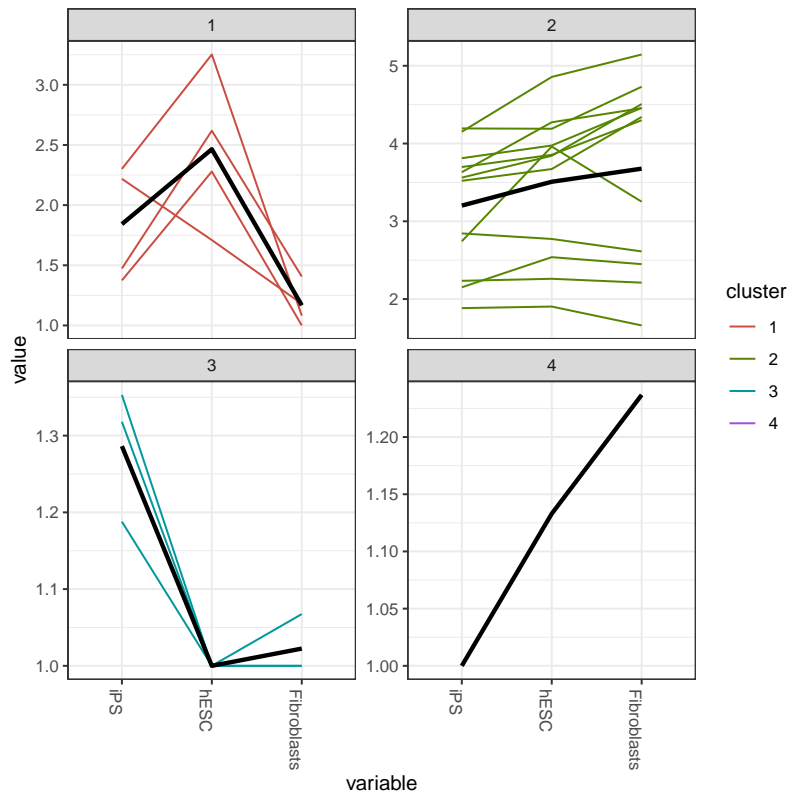 1
2
3.0
2.5
2.0
1.5
1.0
5
4
3
2
3
4
1.3
1.2
1.1
1.0
1.20
1.15
1.10
1.05
1.00
iPS
hESC
Fibroblasts
iPS
hESC
Fibroblasts
variable
value
cluster
1
2
3
4